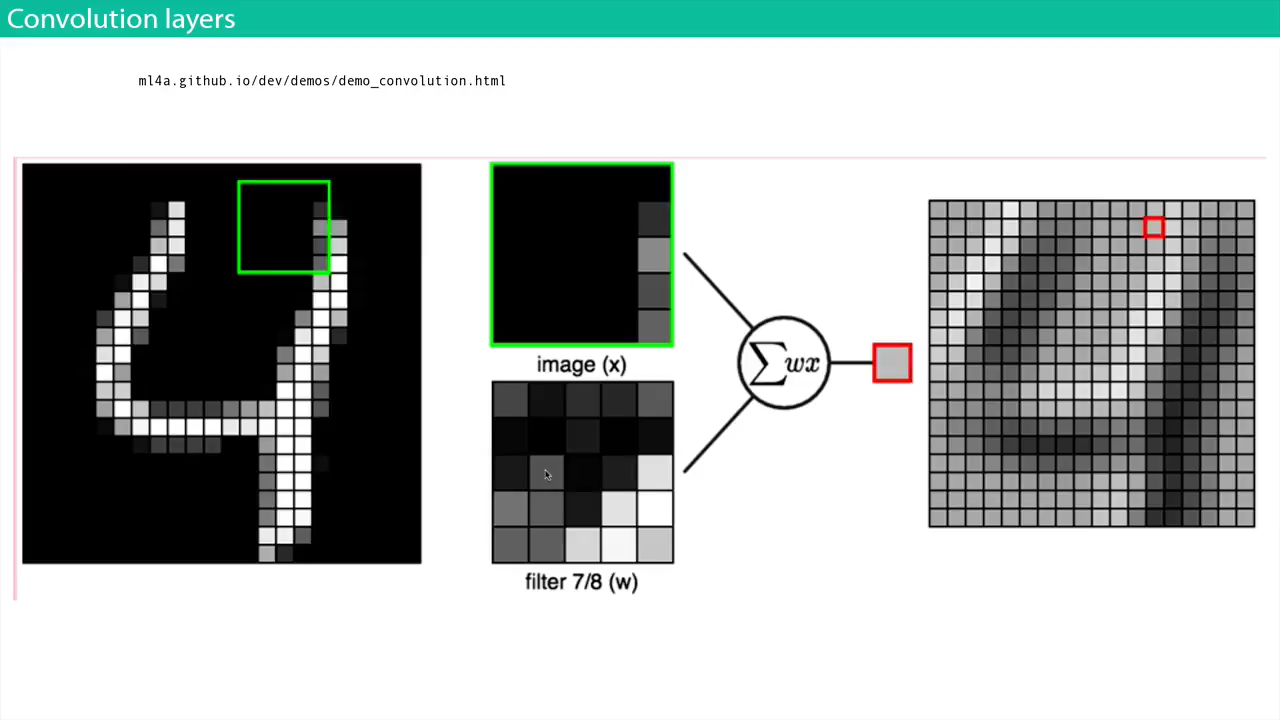 Convolution layers
ml4a.github.io/dev/demos/demo_convolution.html
image (x)
∑wx
filter 7/8 (w)